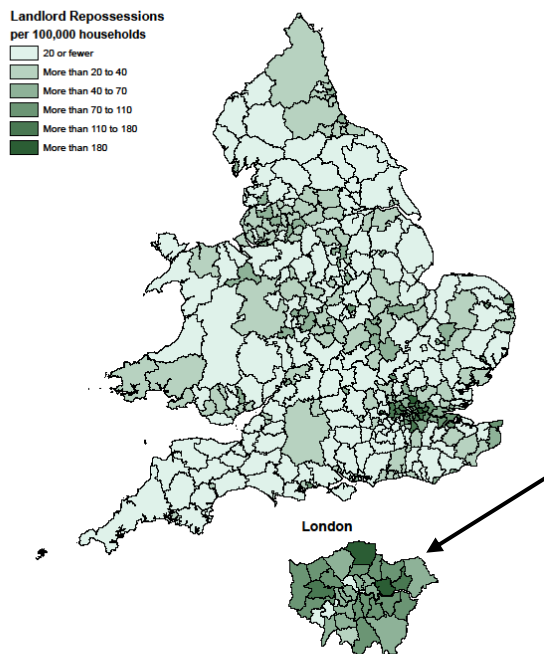 Landlord Repossessions
per 100,000 households
20 or fewer
More than 20 to 40
More than 40 to 70
More than 70 to 110
More than 110 to 180
More than 180
London